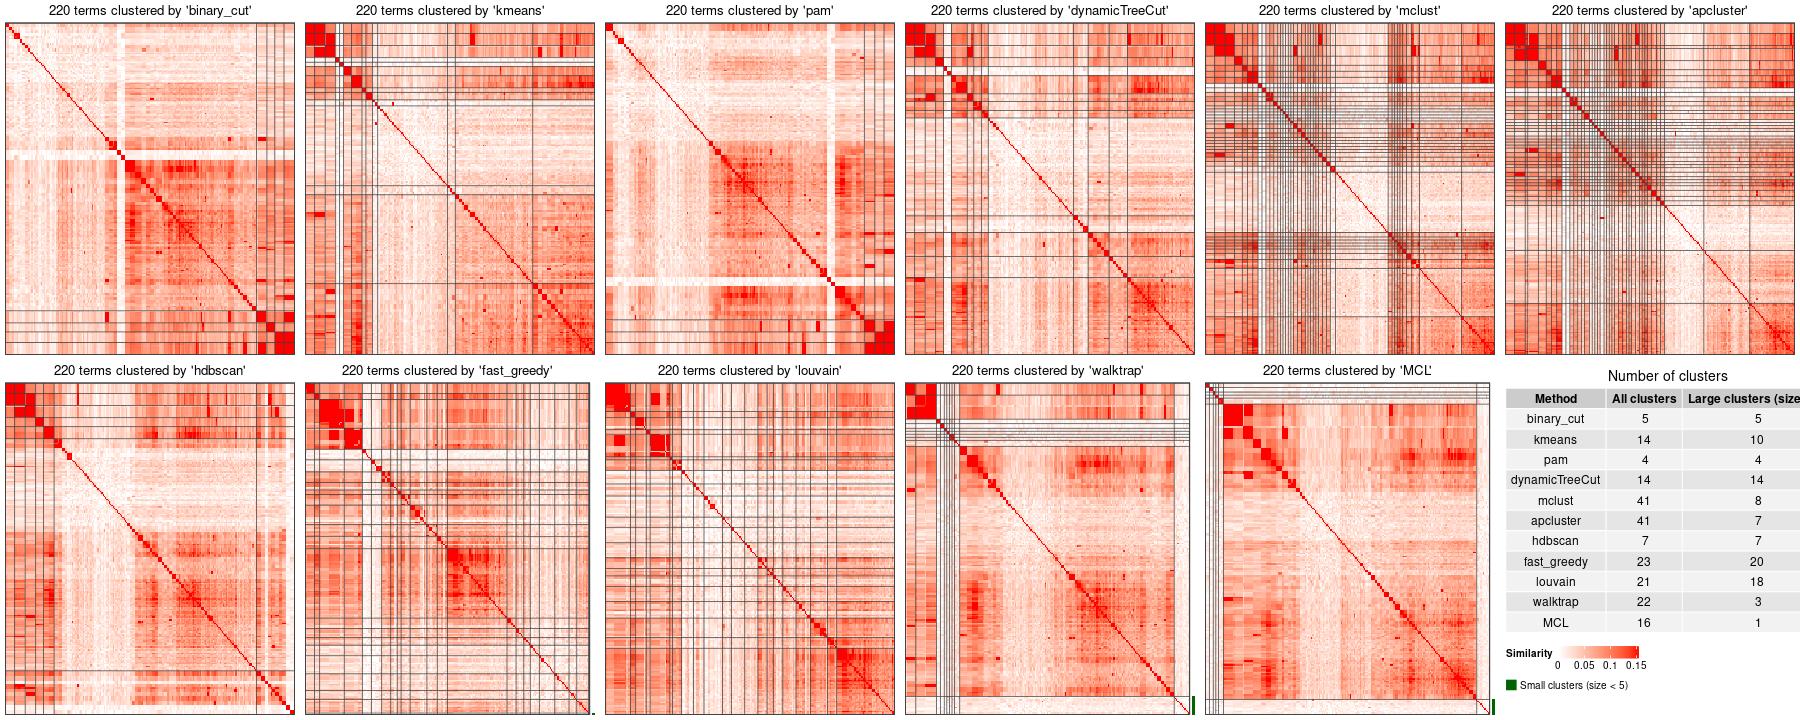 220 terms clustered by 'binary_cut'
220 terms clustered by 'kmeans'
220 terms clustered by 'pam'
220 terms clustered by 'dynamicTreeCut'
220 terms clustered by 'mclust'
220 terms clustered by 'apcluster'
220 terms clustered by 'hdbscan'
220 terms clustered by 'fast_greedy'
220 terms clustered by 'louvain'
220 terms clustered by 'walktrap'
220 terms clustered by 'MCL'
Number of clusters
Method All clusters Large clusters (size
binary_cut 5 5
kmeans 14 10
pam 4 4
dynamicTreeCut 14 14
mclust 41 8
apcluster 41 7
hdbscan 7 7
fast_greedy 23 20
louvain 21 18
walktrap 22 3
MCL 16 1
Similarity
0 0.05 0.1 0.15
Small clusters (size < 5)